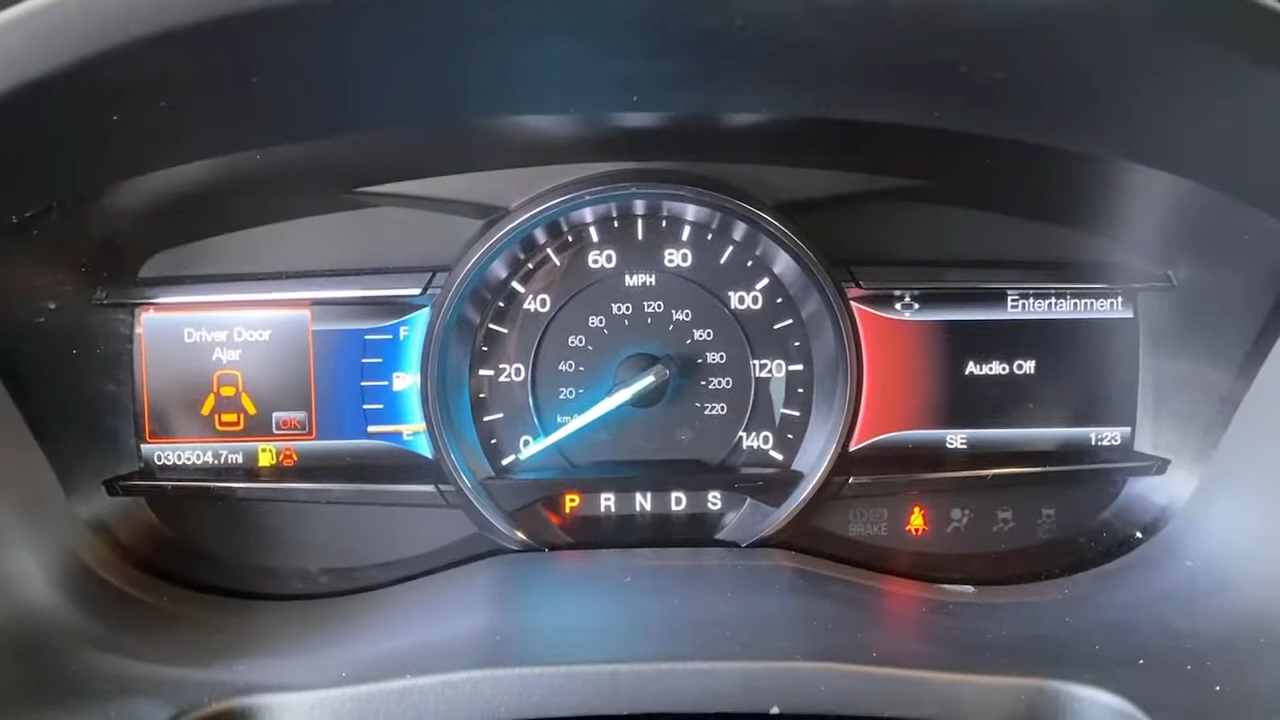 Driver Door
Ajar
OK
030504.7mi
F
E
MPH
0
20
40
60
80
100
120
140
20
40
60
80
100
120
140
160
180
200
220
P R N D S
Entertainment
Audio Off
SE
1:23
BRAKE